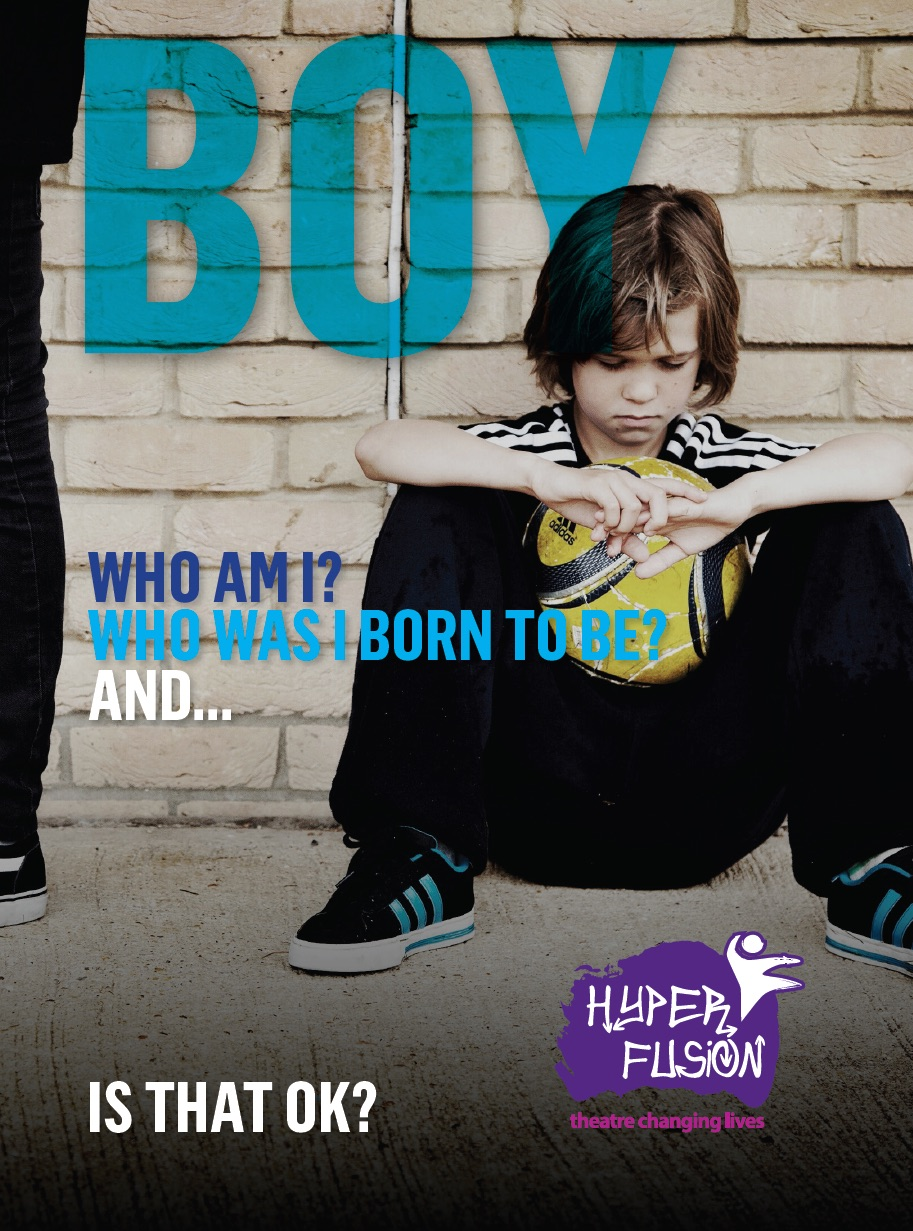 BOY
WHO AM I?
WHO WAS I BORN TO BE?
AND...
adidas
HYPER
FUSION
theatre changing lives
IS THAT OK?